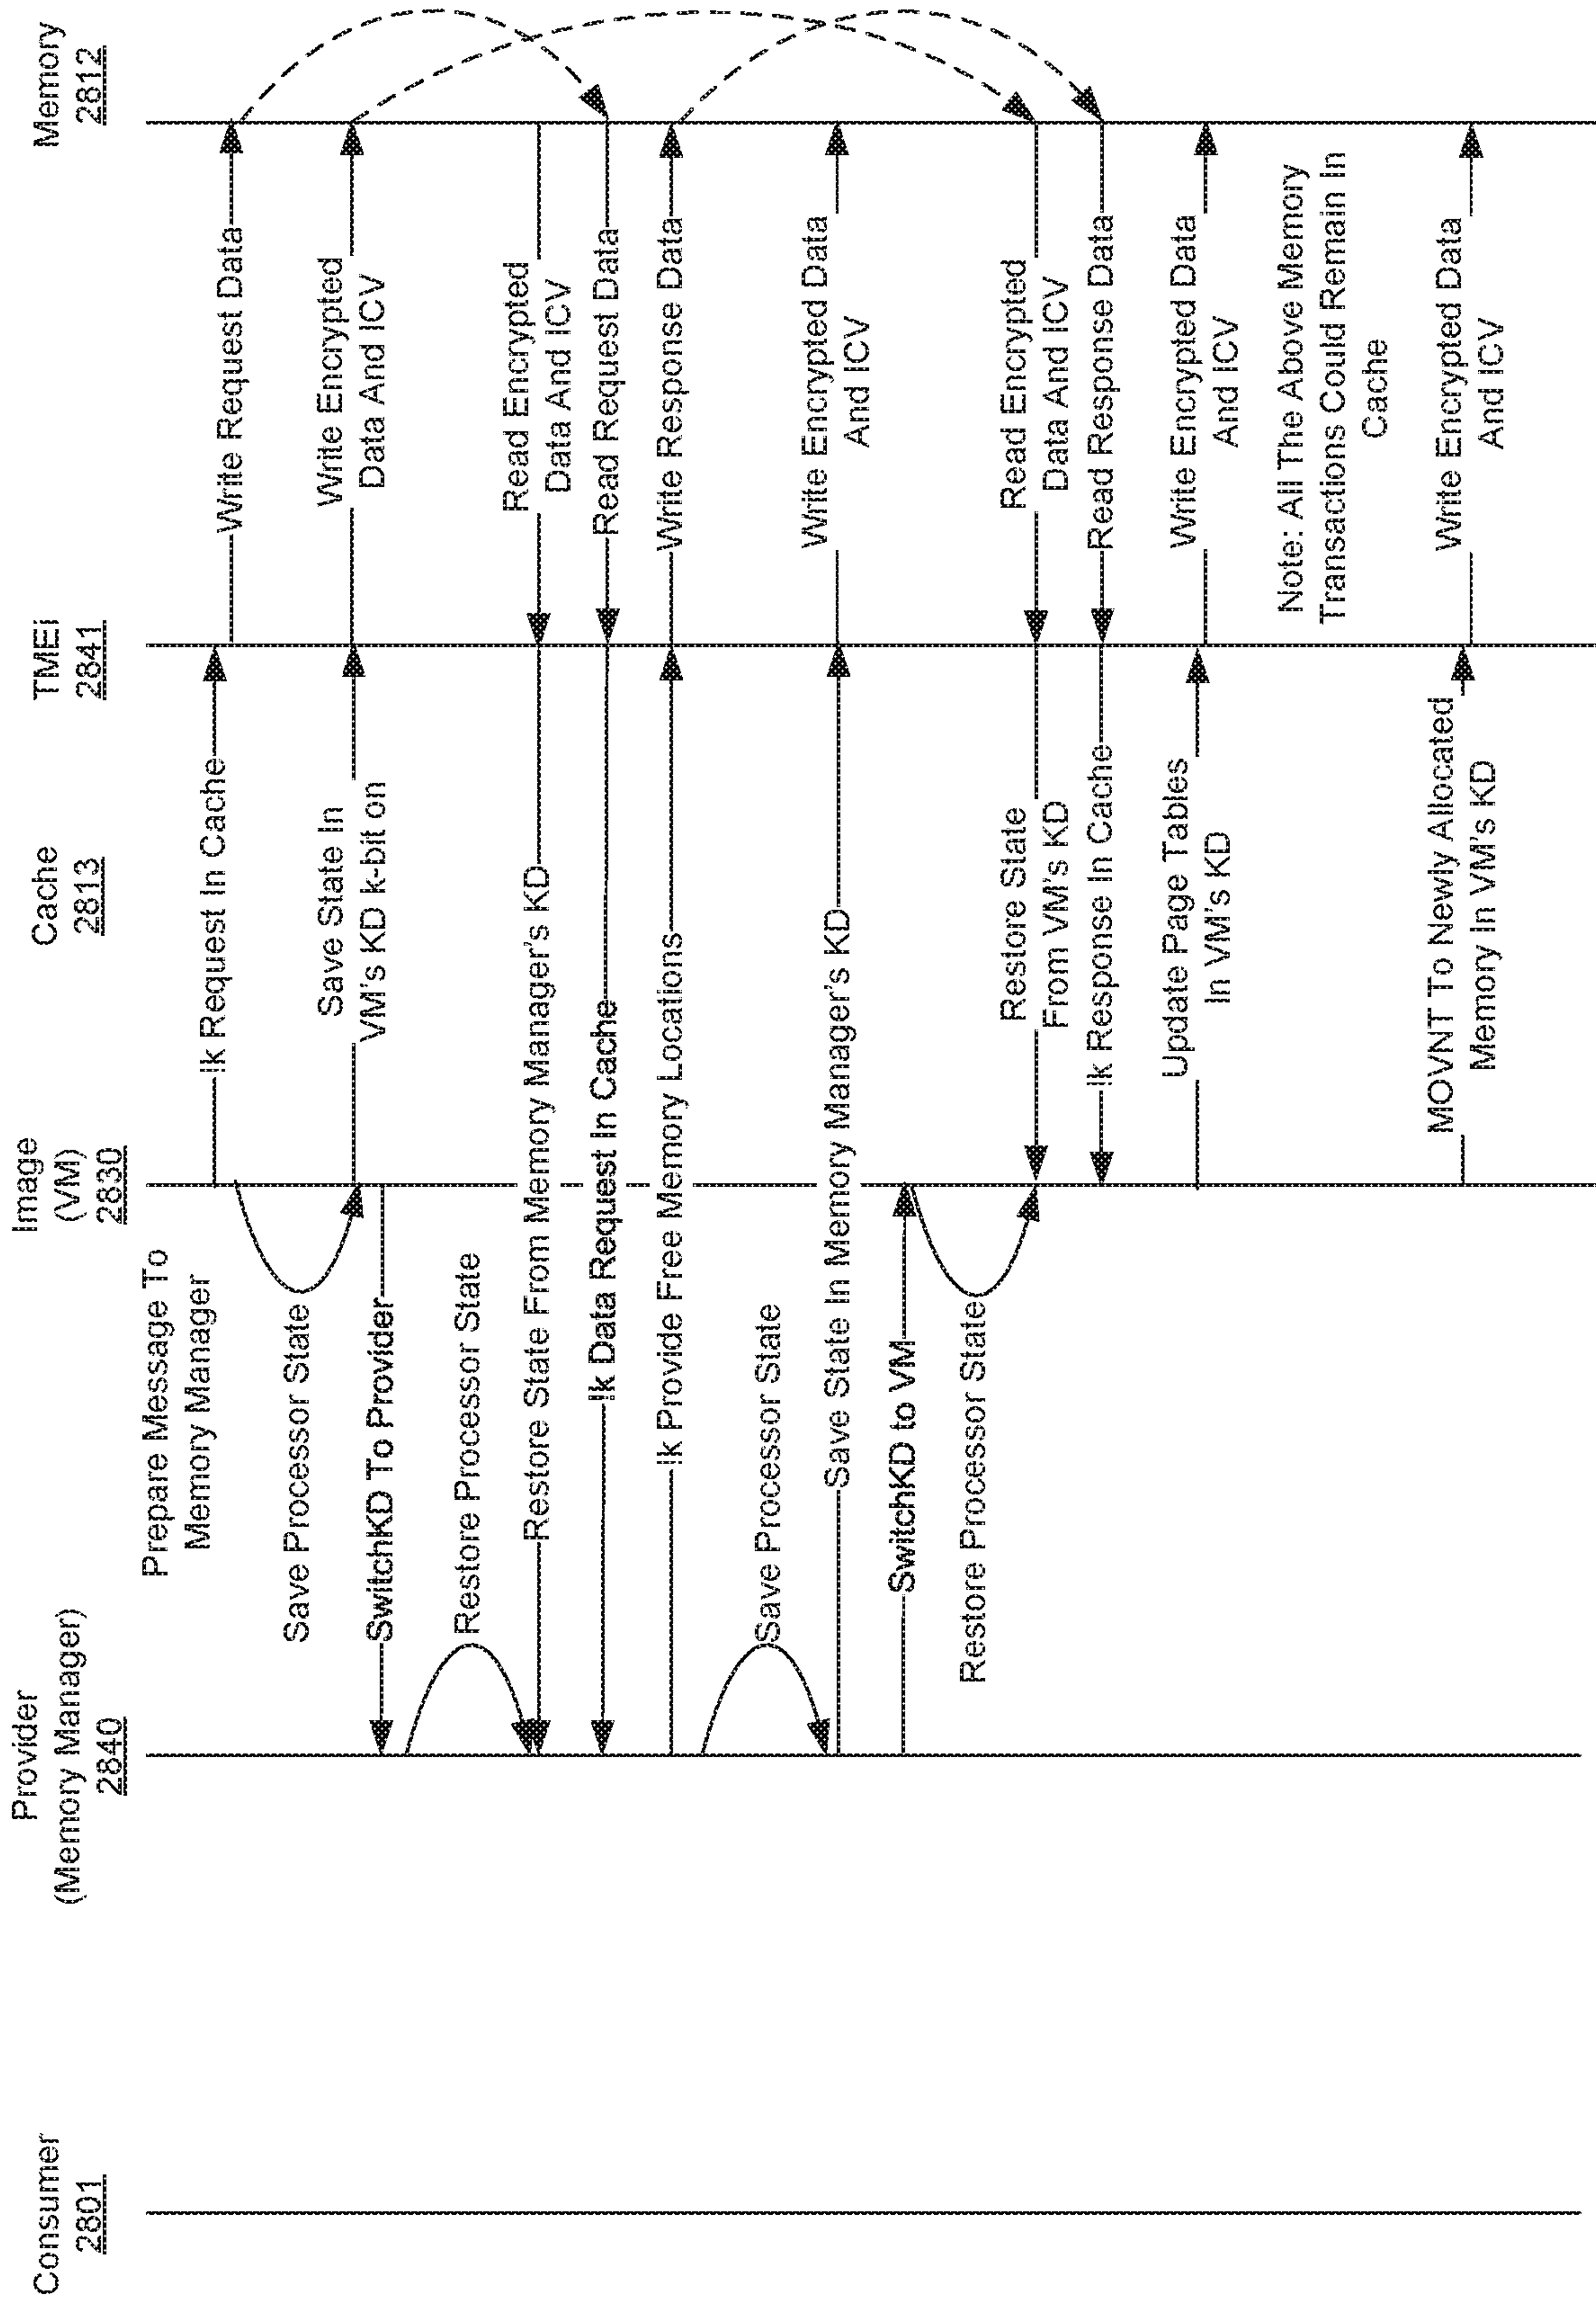 Consumer
2801
Provider
(Memory Manager)
2840
Image
(VM)
2830
Cache
2813
TMEi
2841
Memory
2812
Prepare Message To
Memory Manager
!k Request In Cache
Write Request Data
Save Processor State
Save State In
VM's KD k-bit on
Write Encrypted
Data And ICV
SwitchKD To Provider
Restore Processor State
Restore State From Memory Manager's KD
Read Encrypted
Data And ICV
!k Data Request In Cache
Read Request Data
!k Provide Free Memory Locations
Write Response Data
Save Processor State
Save State In Memory Manager's KD
Write Encrypted Data
And ICV
SwitchKD to VM
Restore Processor State
Restore State
From VM's KD
Read Encrypted
Data And ICV
!k Response In Cache
Read Response Data
Update Page Tables
In VM's KD
Write Encrypted Data
And ICV
Note: All The Above Memory
Transactions Could Remain In
Cache
MOVNT To Newly Allocated
Memory In VM's KD
Write Encrypted Data
And ICV